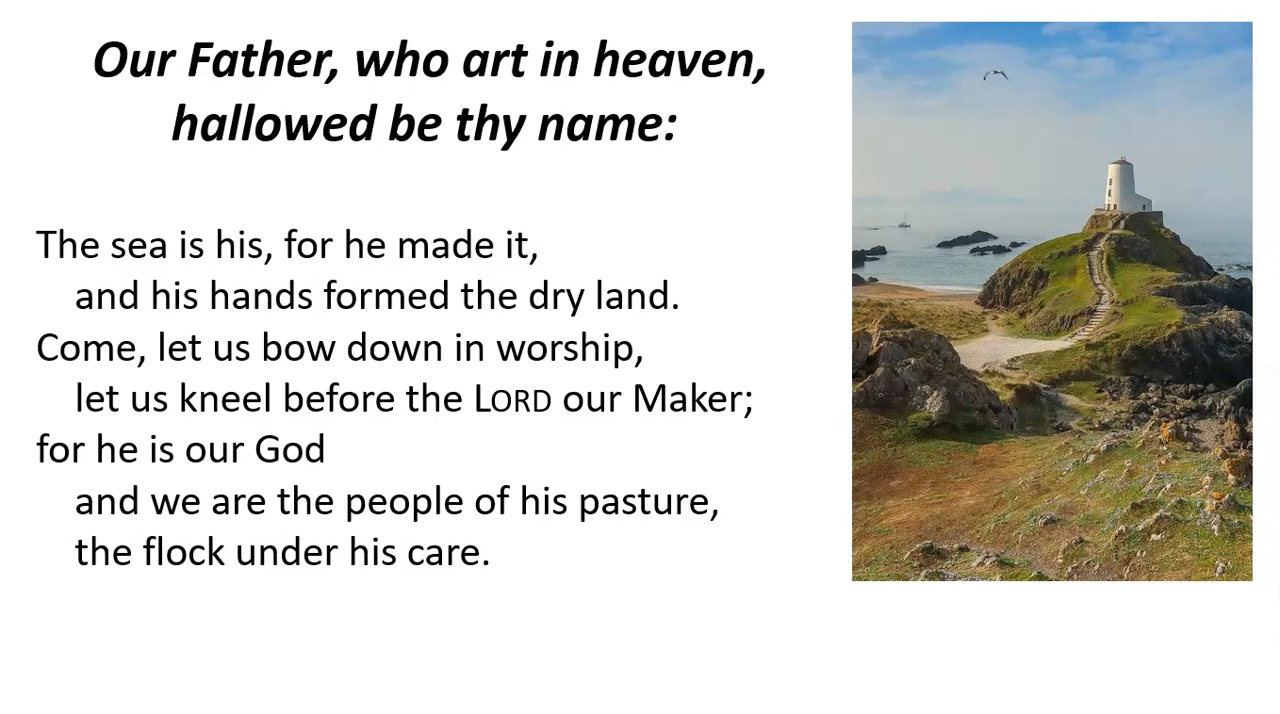 Our Father, who art in heaven,
hallowed be thy name:
The sea is his, for he made it,
and his hands formed the dry land.
Come, let us bow down in worship,
let us kneel before the LORD our Maker;
for he is our God
and we are the people of his pasture,
the flock under his care.